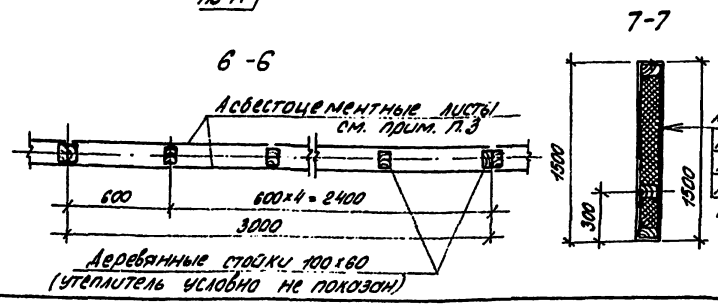 по А
7-7
6-6
Асбестоцементные листы
см. прим. п.3
600
600×4=2400
3000
1500
300
1500
Деревянные стойки 100×60
(утеплитель условно не показан)